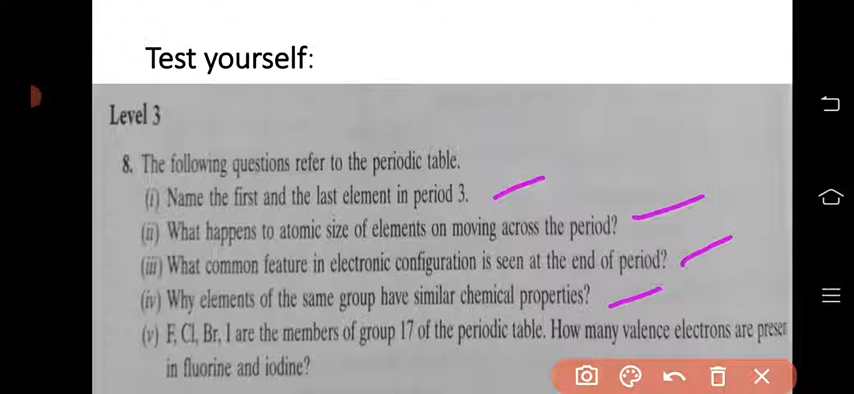 Test yourself:
Level 3
8. The following questions refer to the periodic table.
(i) Name the first and the last element in period 3.
(ii) What happens to atomic size of elements on moving across the period?
(iii) What common feature in electronic configuration is seen at the end of period?
(iv) Why elements of the same group have similar chemical properties?
(v) F, Cl, Br, I are the members of group 17 of the periodic table. How many valence electrons are
in fluorine and iodine?